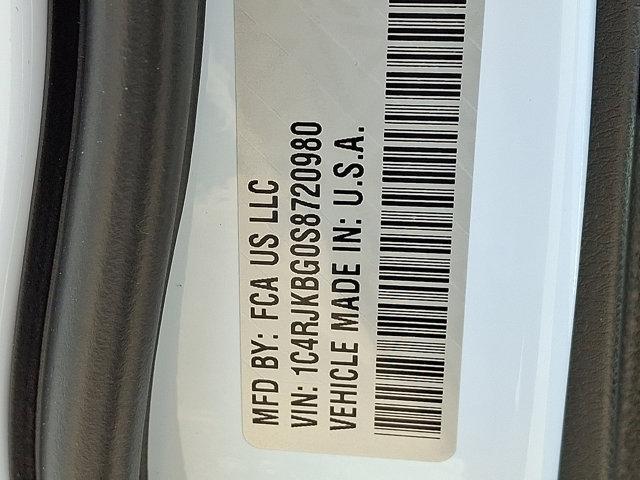 MFD BY: FCA US LLC
VIN: 1C4RJKBG0S8720980
VEHICLE MADE IN: U.S.A.